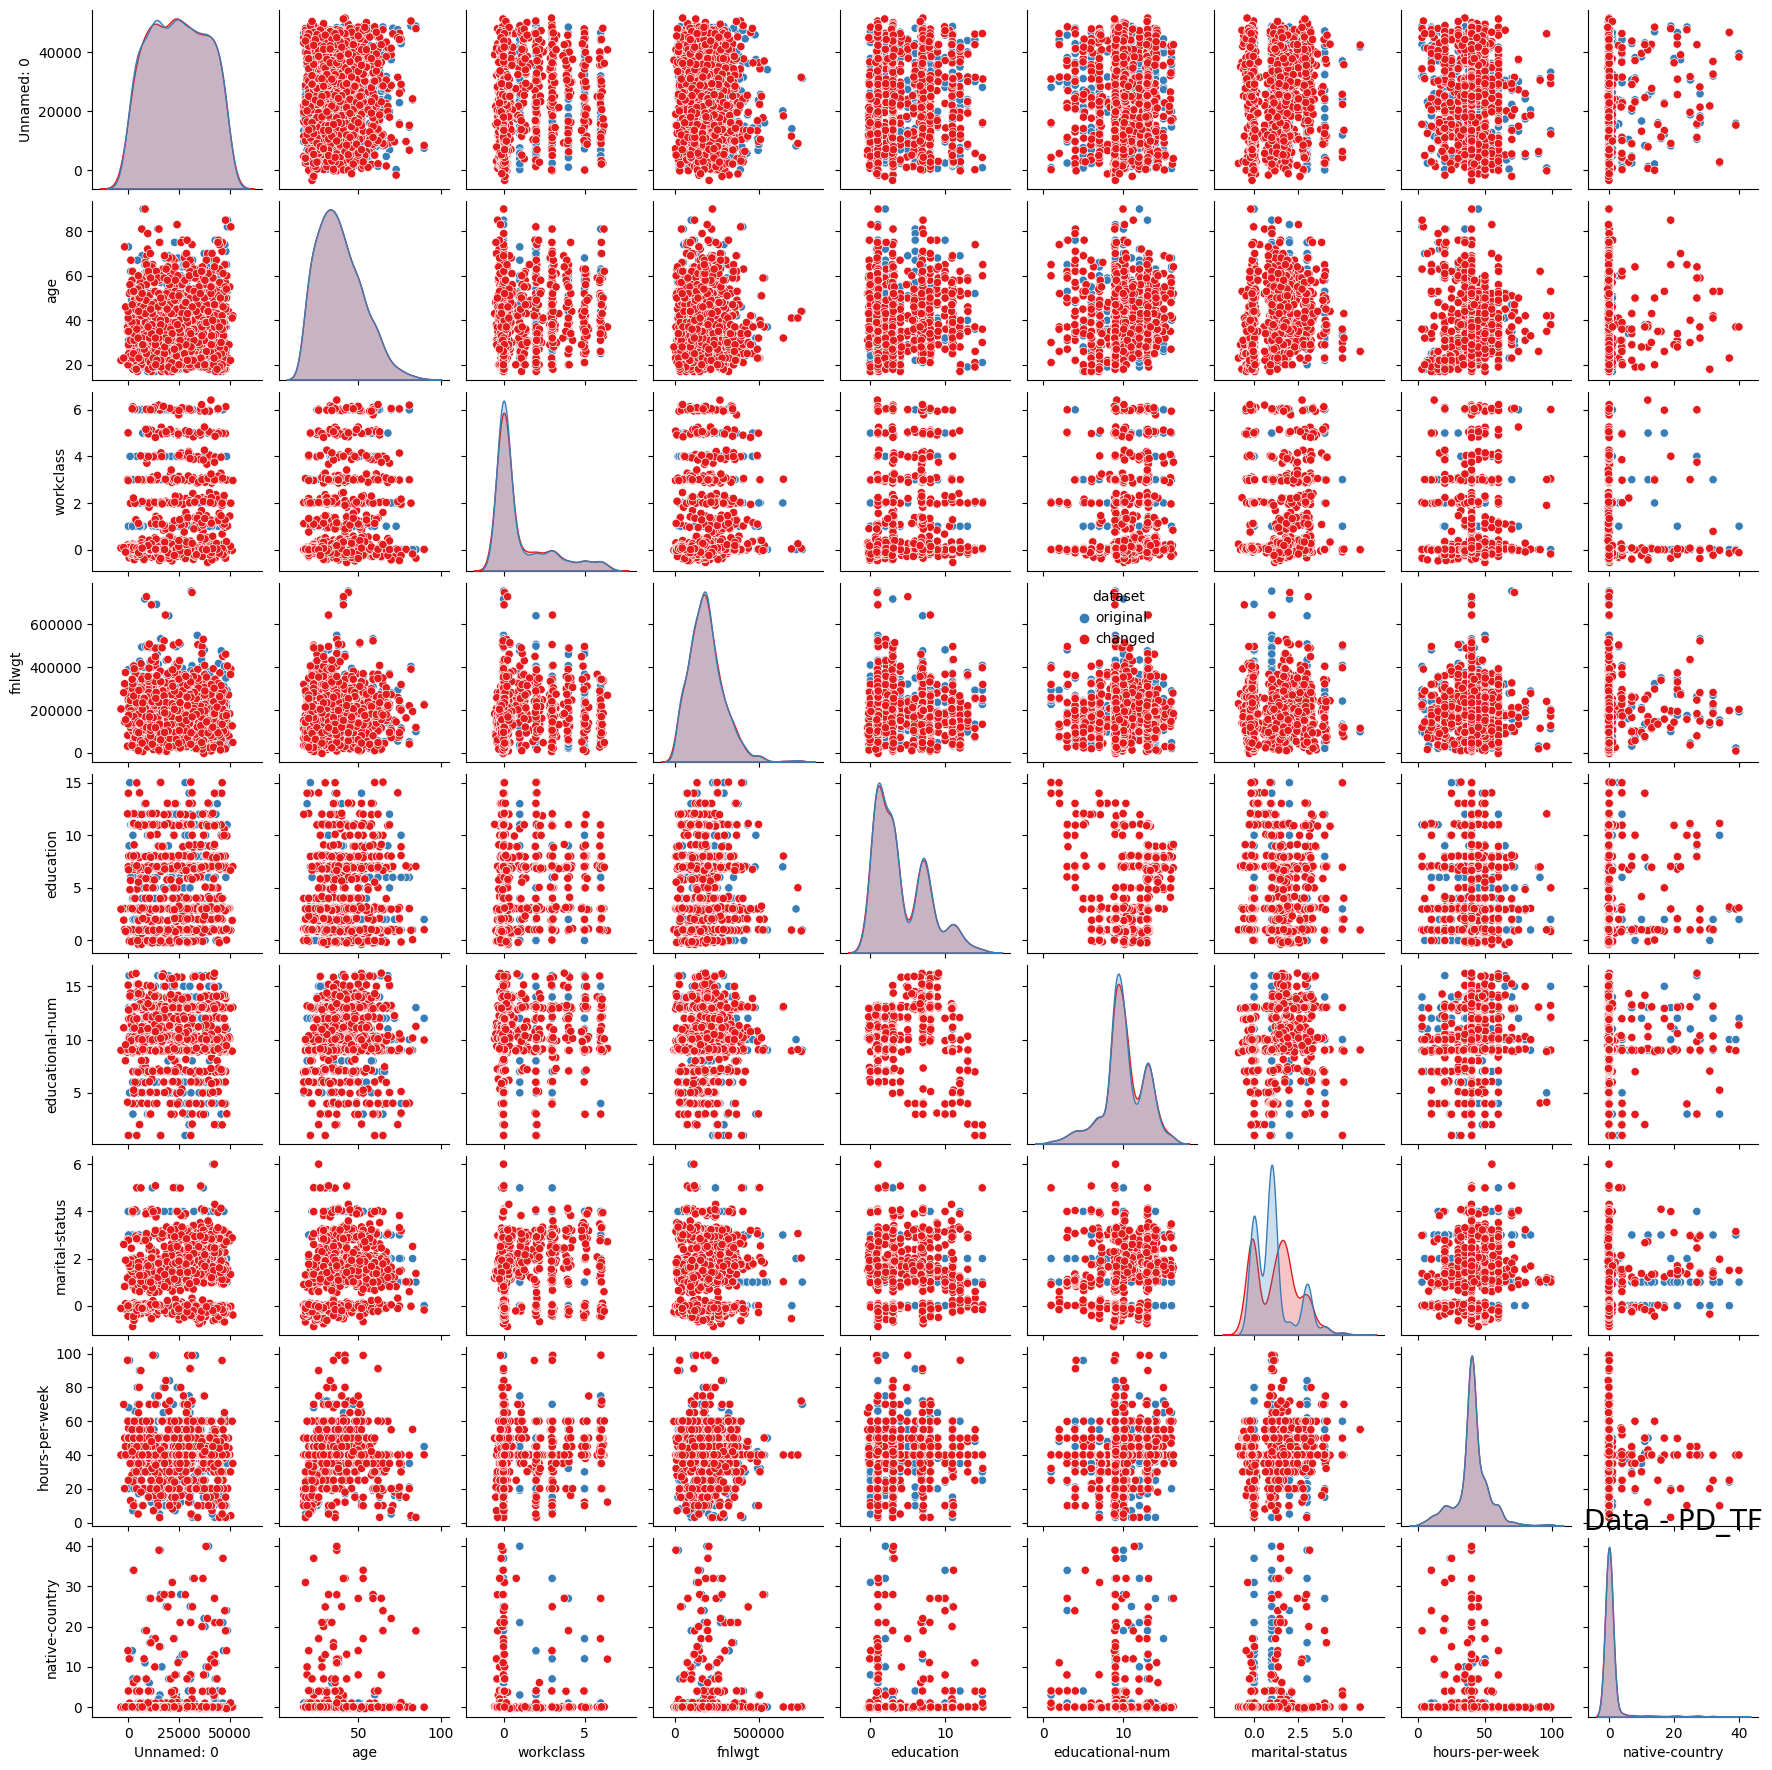 Unnamed: 0
40000
20000
0
age
80
60
40
20
workclass
6
4
2
0
fnlwgt
600000
400000
200000
0
dataset
original
changed
education
15
10
5
0
educational-num
15
10
5
marital-status
6
4
2
0
hours-per-week
100
80
60
40
20
0
Data - PD_TF
native-country
40
30
20
10
0
0 25000 50000 50 100 0 5 0 500000 0 10 0 10 0.0 2.5 5.0 0 50 100 0 20 40
Unnamed: 0 age workclass fnlwgt education educational-num marital-status hours-per-week native-country